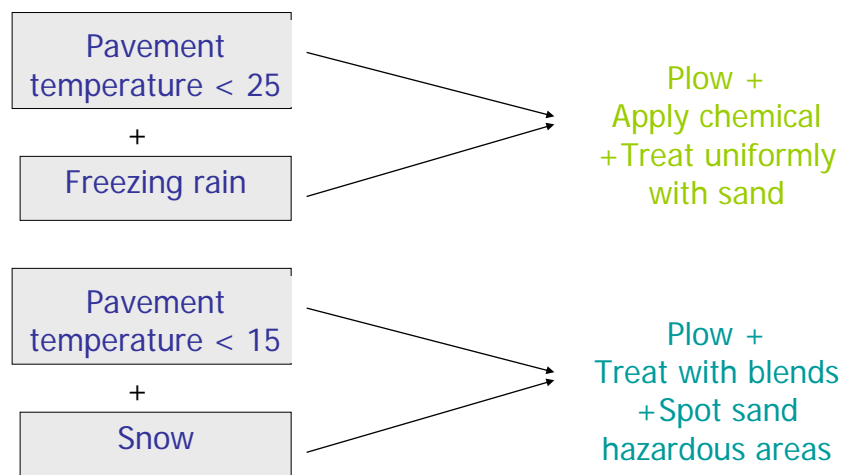 Pavement
temperature < 25
+
Freezing rain
Plow +
Apply chemical
+Treat uniformly
with sand
Pavement
temperature < 15
+
Snow
Plow +
Treat with blends
+Spot sand
hazardous areas